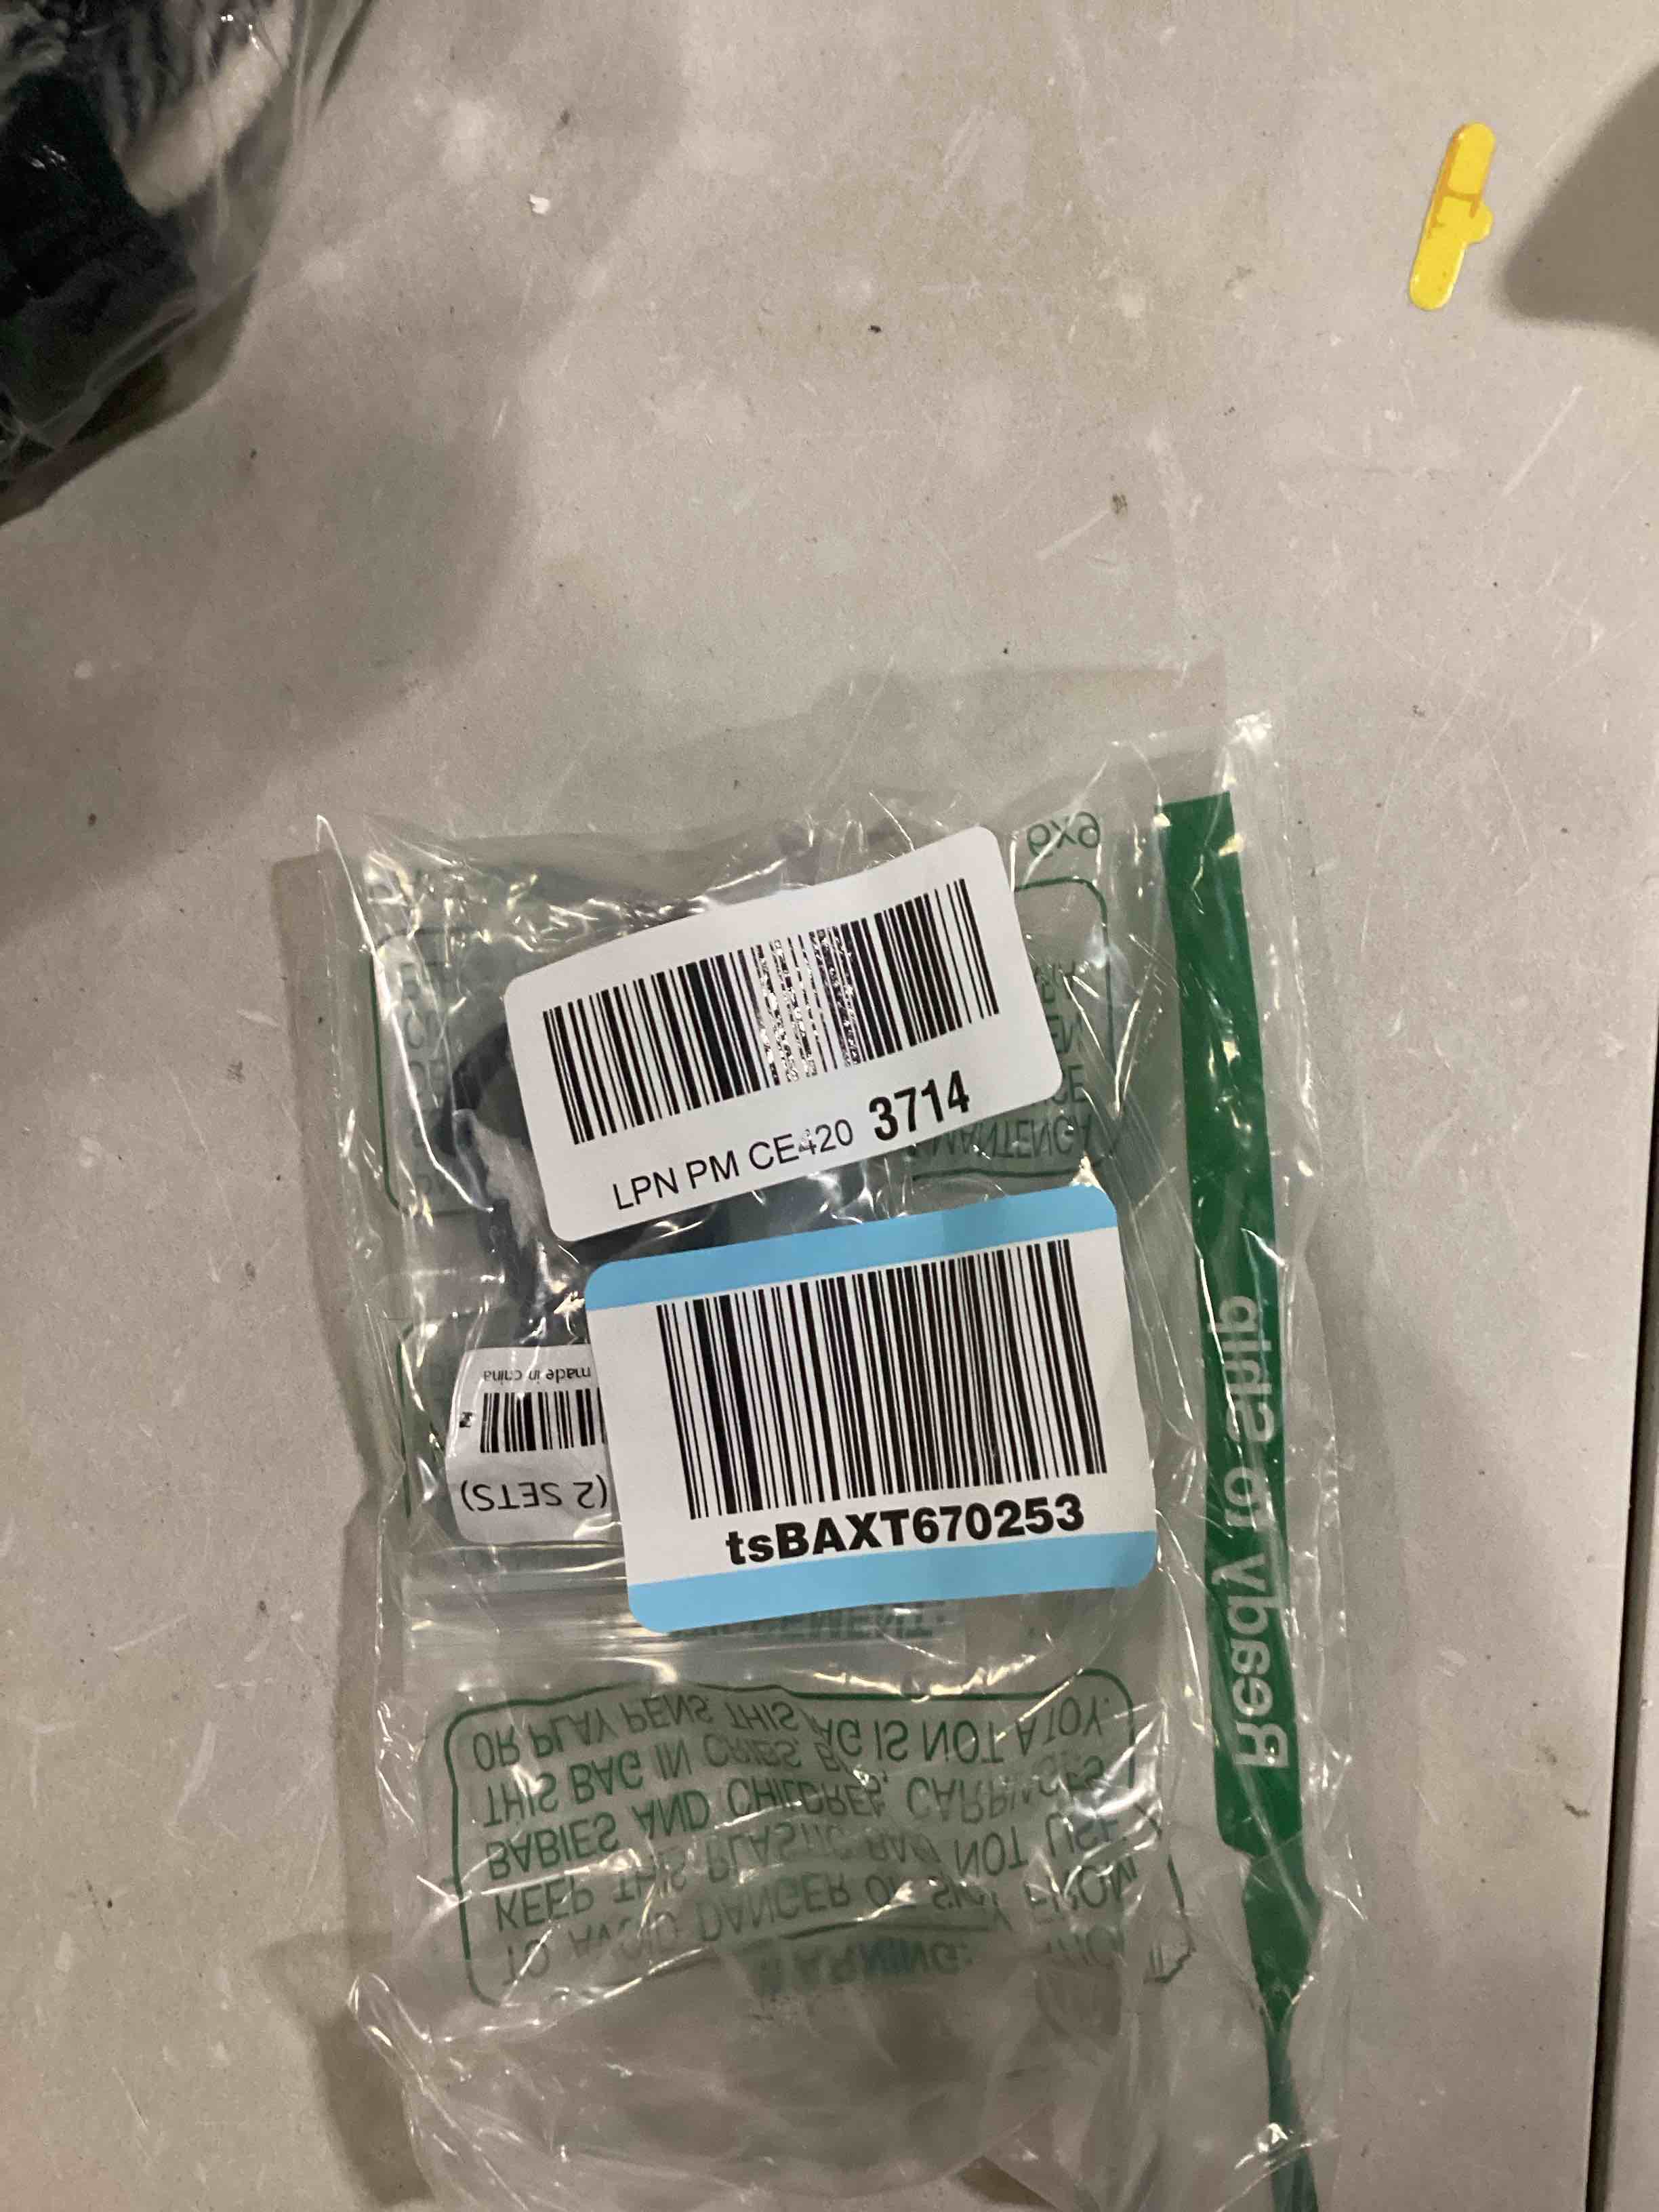 6x9
LPN PM CE420 3714
made in china
(2 SETS)
tsBAXT670253
Ready To Ship
MANTENGA
OR PLAY PENS. THIS BAG IS NOT A TOY.
THIS BAG IN CRIBS, CARRIAGES
BABIES AND CHILDREN. DO NOT USE
KEEP THIS PLASTIC BAG AWAY FROM
TO AVOID DANGER OF SUFFOCATION
WARNING: